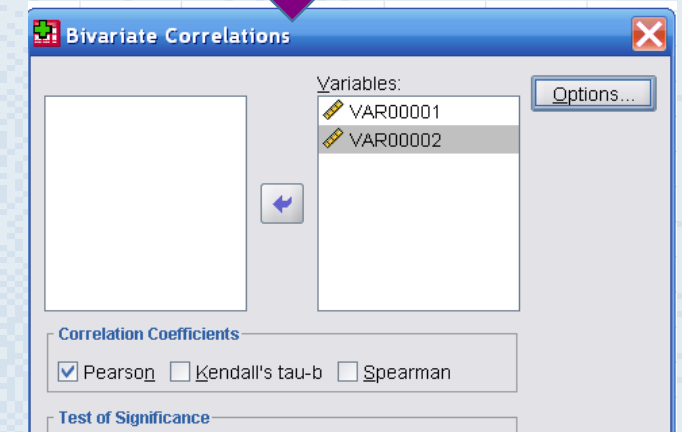 Bivariate Correlations
Variables:
VAR00001
VAR00002
Options...
Correlation Coefficients
Pearson Kendall's tau-b Spearman
Test of Significance